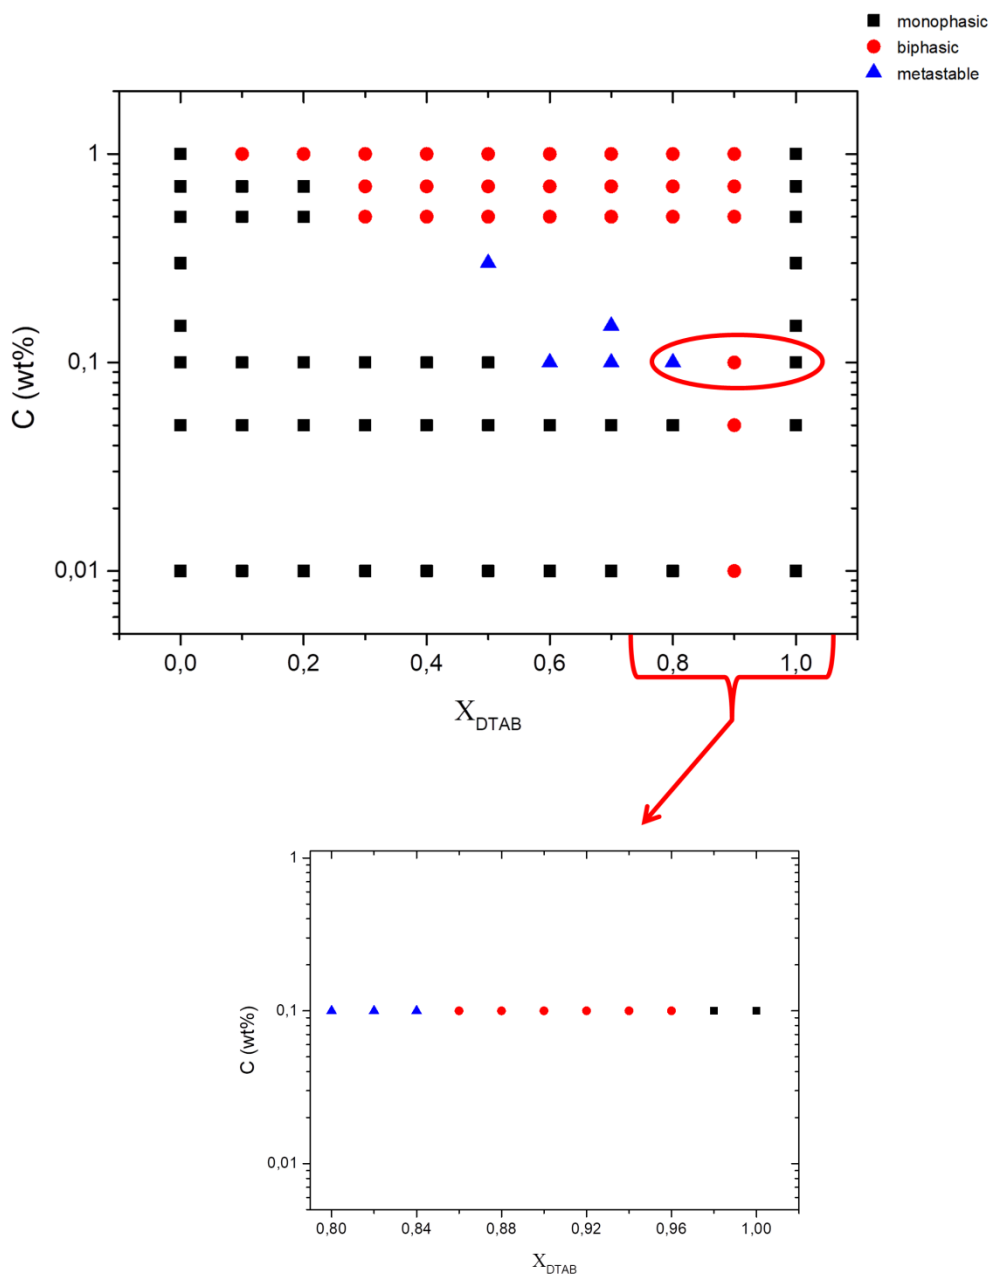 monophasic
biphasic
metastable
1
0,1
0,01
C (wt%)
0,0 0,2 0,4 0,6 0,8 1,0
X_DTAB
1
0,1
0,01
C (wt%)
0,80 0,84 0,88 0,92 0,96 1,00
X_DTAB